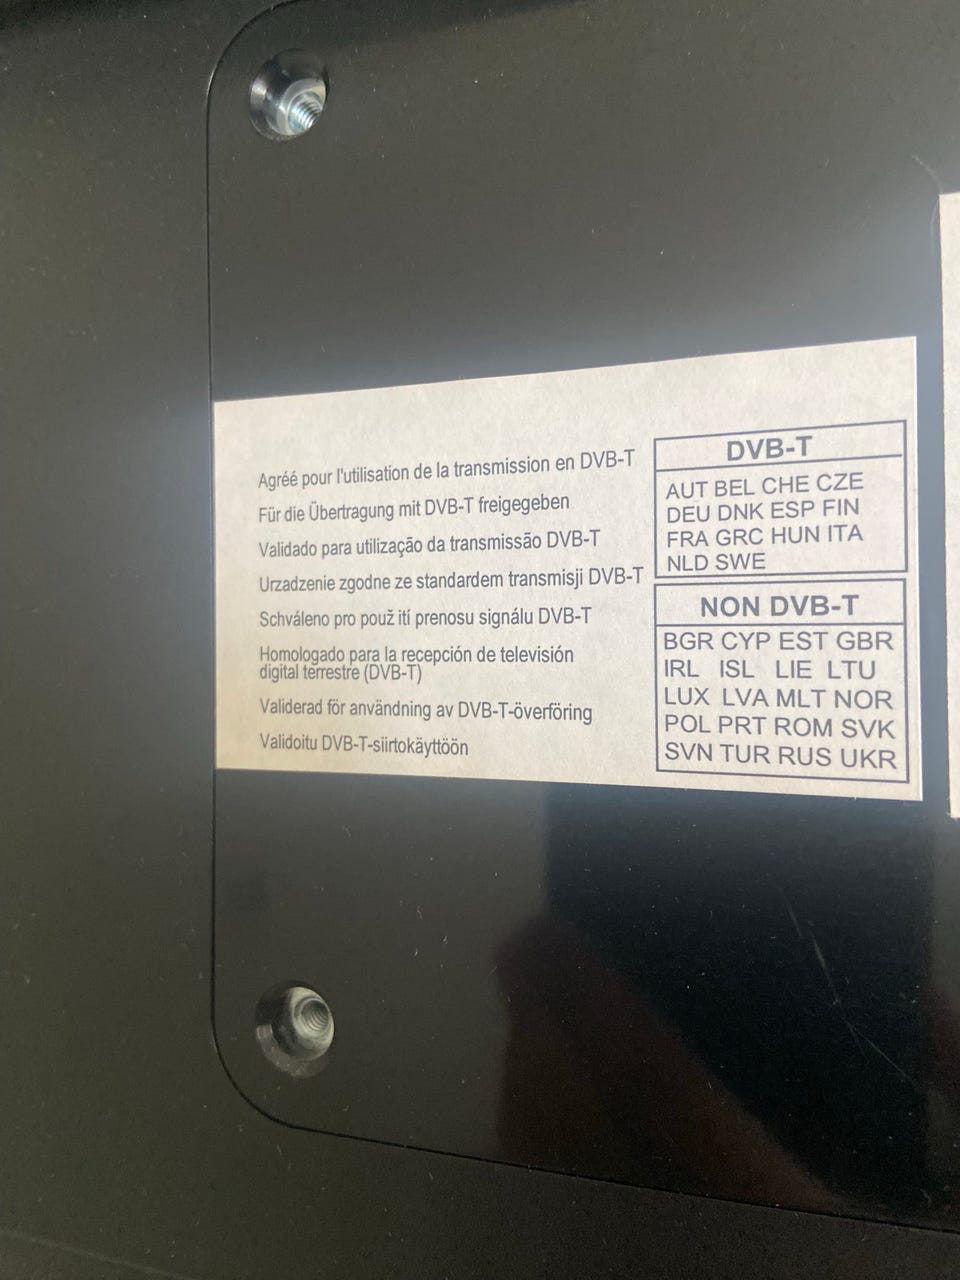 Agréé pour l'utilisation de la transmission en DVB-T
Für die Übertragung mit DVB-T freigegeben
Validado para utilização da transmissão DVB-T
Urzadzenie zgodne ze standardem transmisji DVB-T
Schváleno pro použ ití prenosu signálu DVB-T
Homologado para la recepción de televisión
digital terrestre (DVB-T)
Validerad för användning av DVB-T-överföring
Validoitu DVB-T-siirtokäyttöön
DVB-T
AUT BEL CHE CZE
DEU DNK ESP FIN
FRA GRC HUN ITA
NLD SWE
NON DVB-T
BGR CYP EST GBR
IRL ISL LIE LTU
LUX LVA MLT NOR
POL PRT ROM SVK
SVN TUR RUS UKR